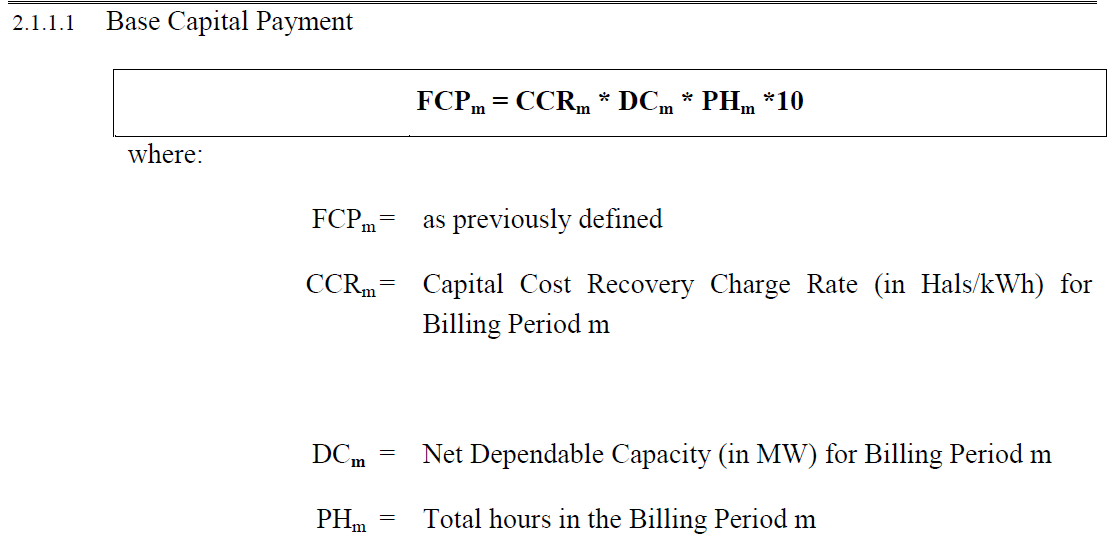 2.1.1.1 Base Capital Payment
FCPm = CCRm * DCm * PHm *10
where:
FCPm= as previously defined
CCRm= Capital Cost Recovery Charge Rate (in Hals/kWh) for
Billing Period m
DCm = Net Dependable Capacity (in MW) for Billing Period m
PHm = Total hours in the Billing Period m